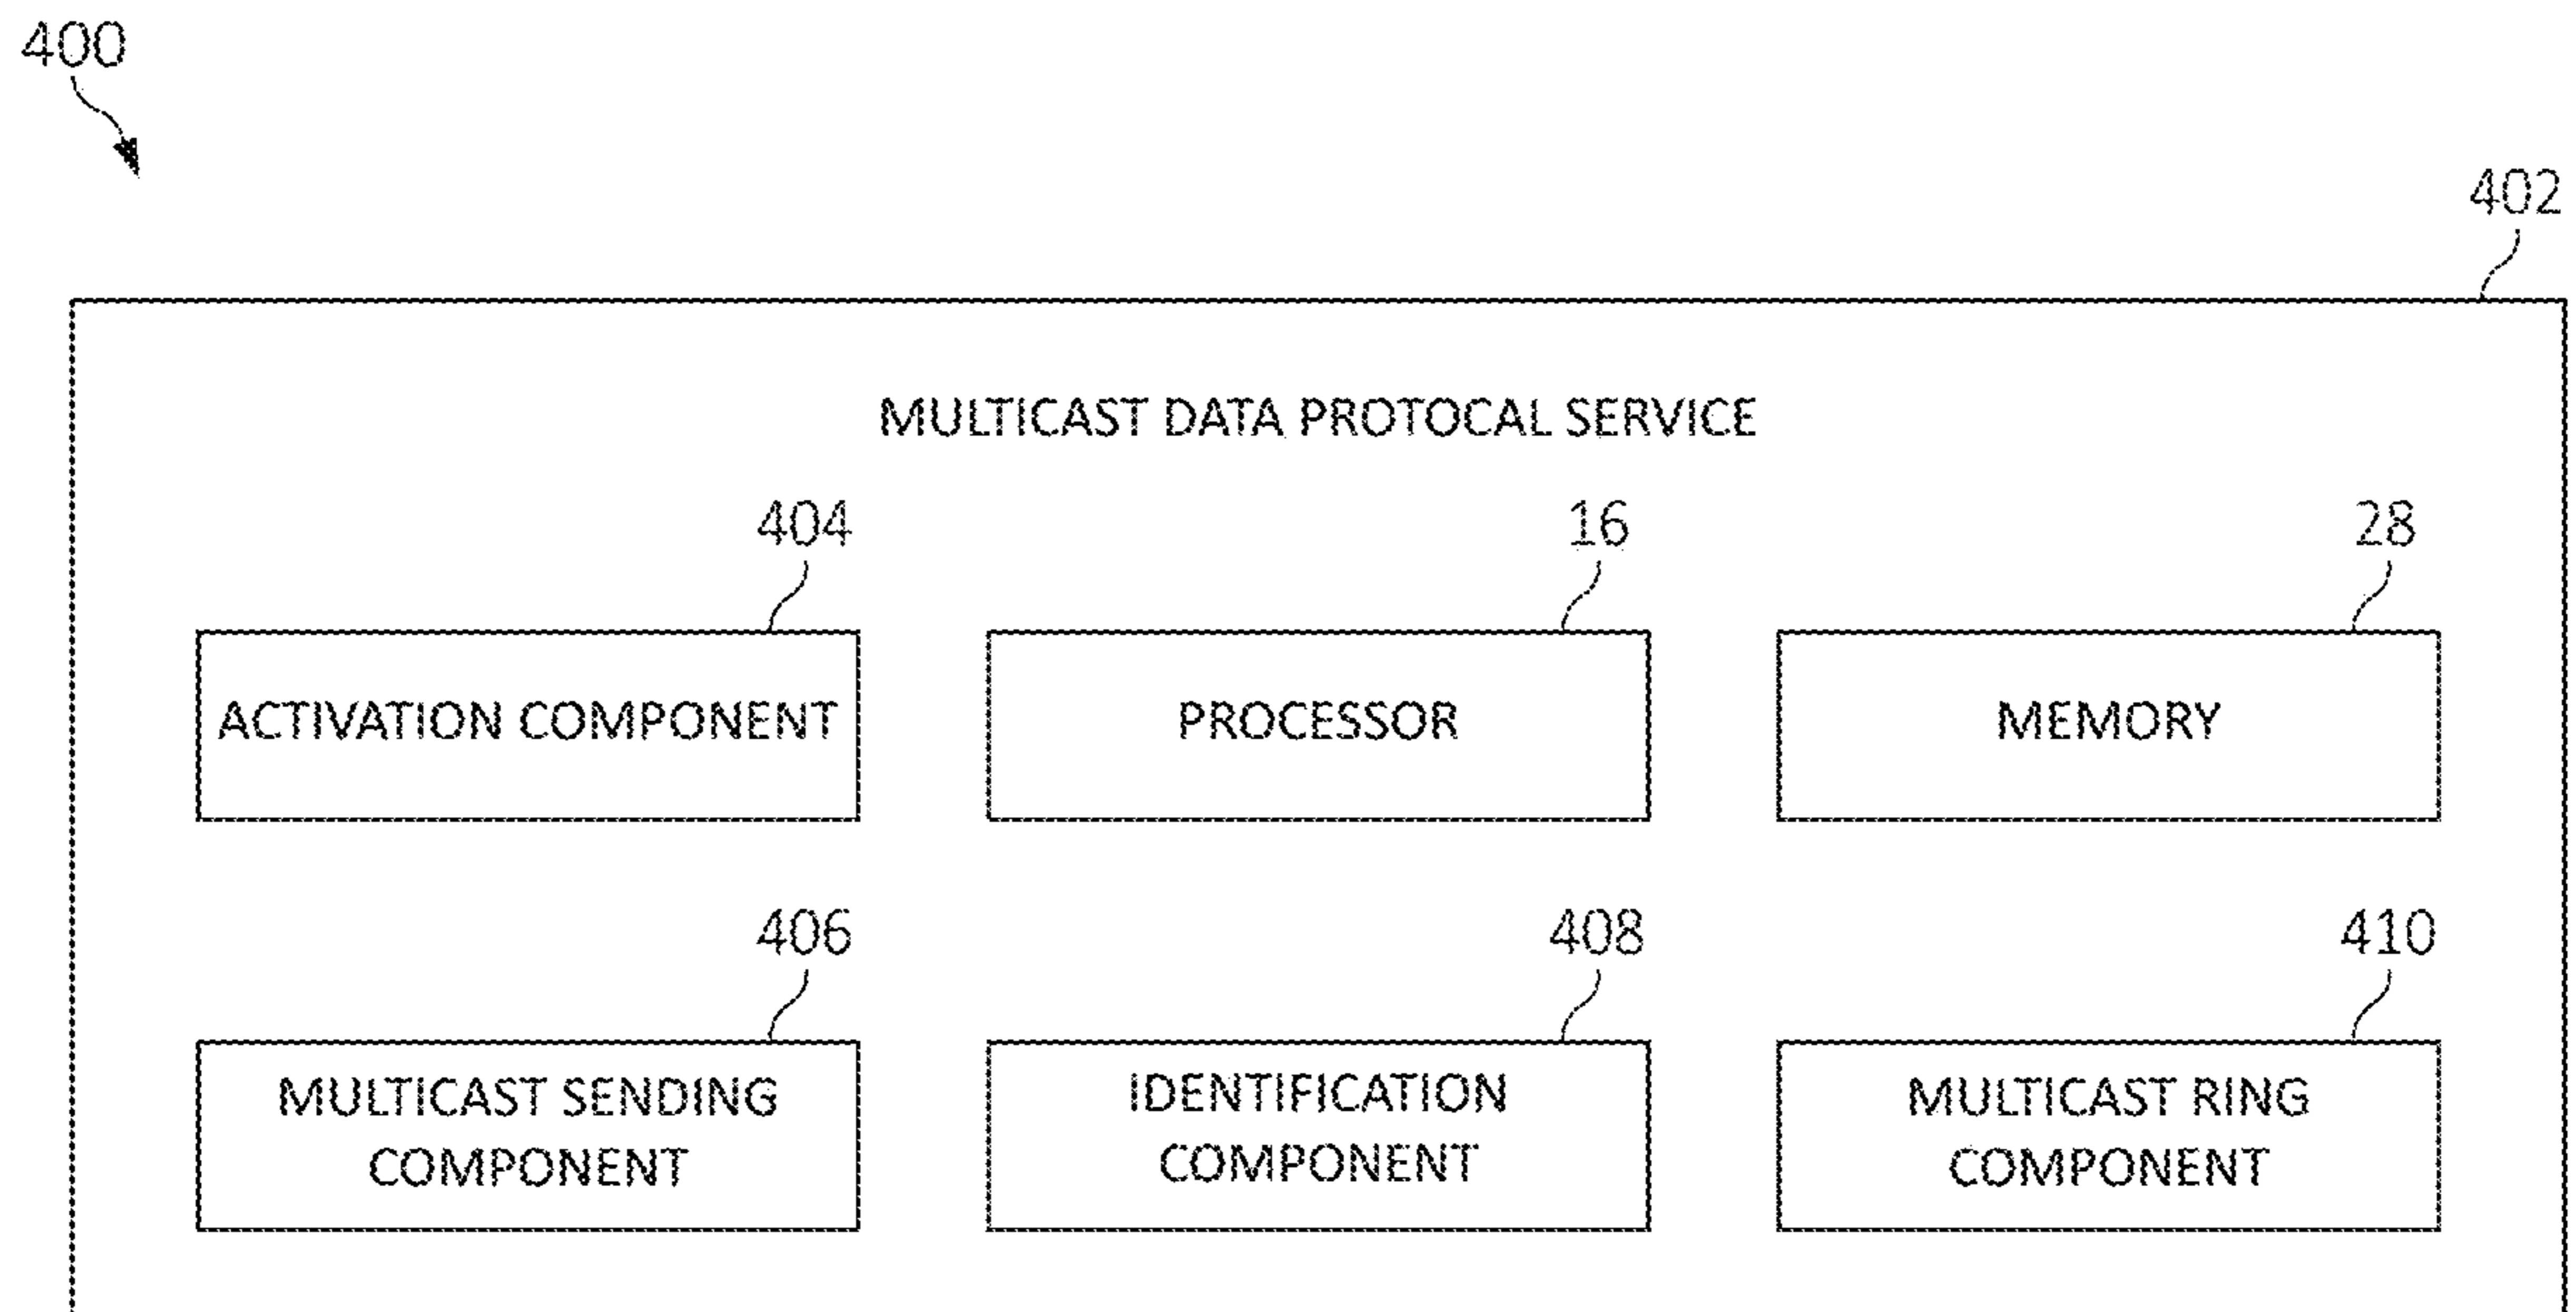 400
402
MULTICAST DATA PROTOCAL SERVICE
404
16
28
ACTIVATION COMPONENT
PROCESSOR
MEMORY
406
408
410
MULTICAST SENDING
COMPONENT
IDENTIFICATION
COMPONENT
MULTICAST RING
COMPONENT